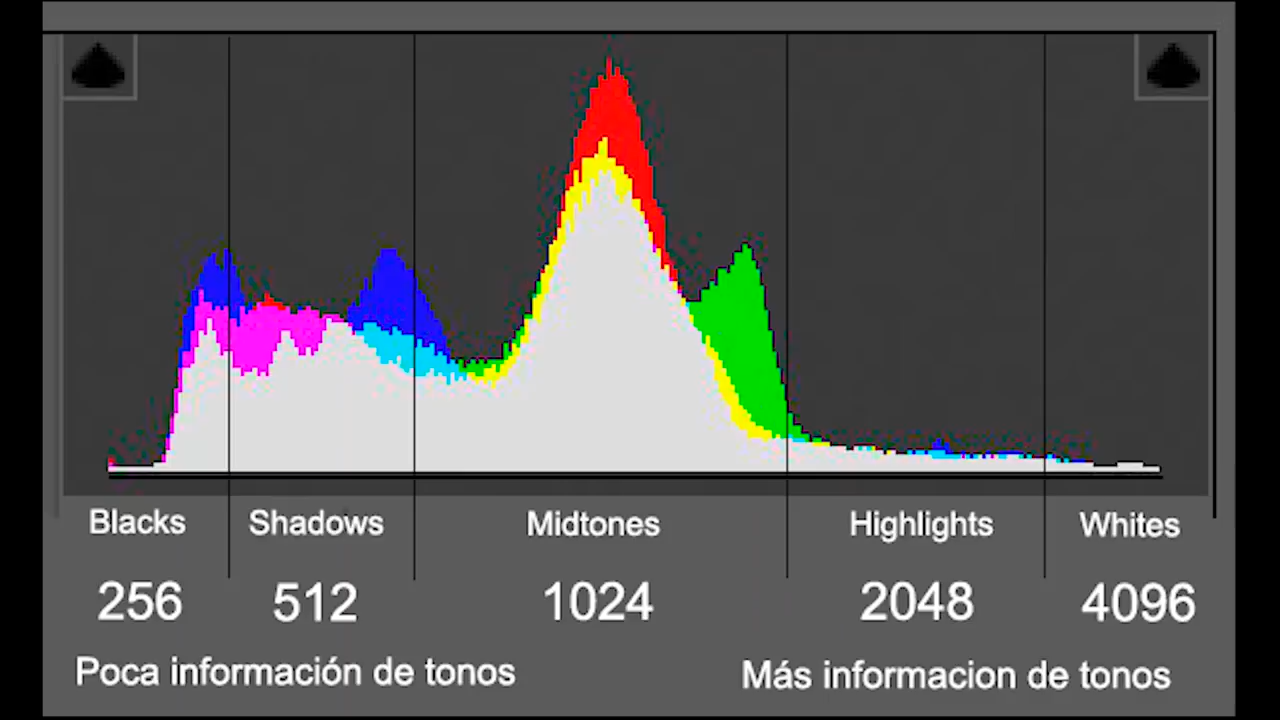 Blacks Shadows Midtones Highlights Whites
256 512 1024 2048 4096
Poca información de tonos Más informacion de tonos